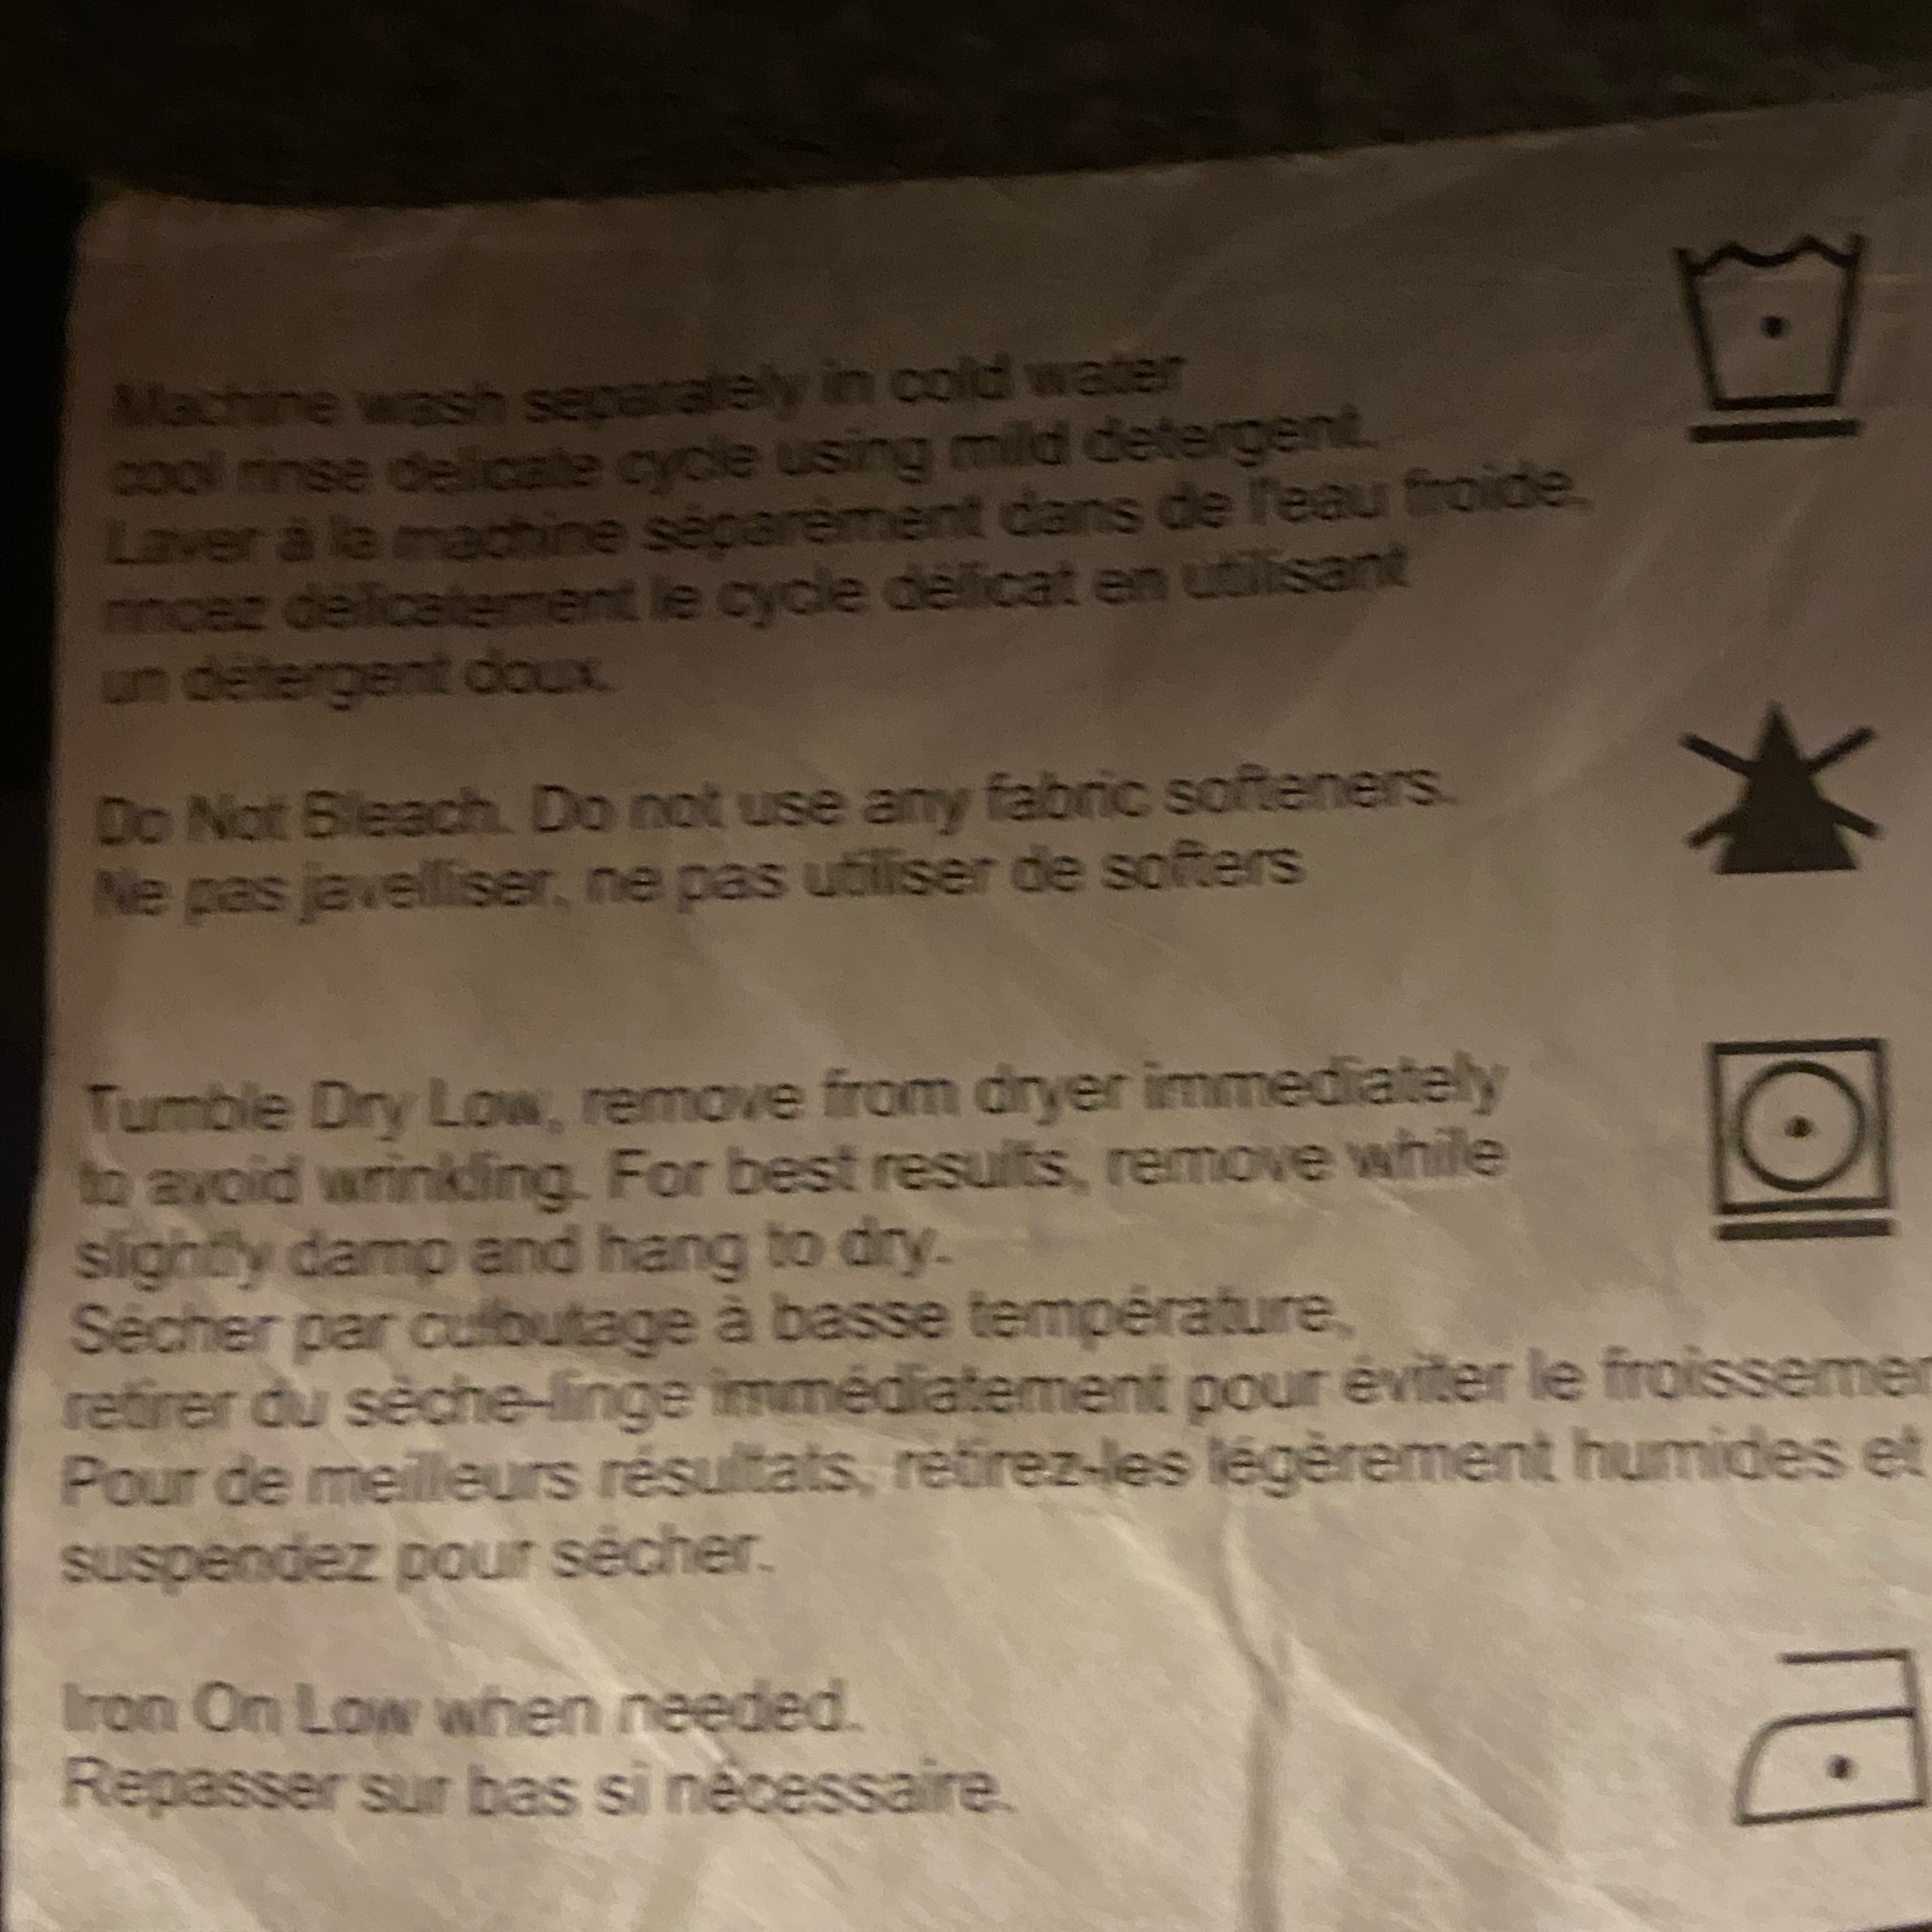 Machine wash separately in cold water
cool rinse delicate cycle using mild detergent.
Laver à la machine séparément dans de l'eau froide,
rincez délicatement le cycle délicat en utilisant
un détergent doux.
Do Not Bleach. Do not use any fabric softeners.
Ne pas javelliser, ne pas utiliser de softers
Tumble Dry Low, remove from dryer immediately
to avoid wrinkling. For best results, remove while
slightly damp and hang to dry.
Sécher par culbutage à basse température,
retirer du sèche-linge immédiatement pour éviter le froissemen
Pour de meilleurs résultats, retirez-les légèrement humides et
suspendez pour sécher.
Iron On Low when needed.
Repasser sur bas si nécessaire.